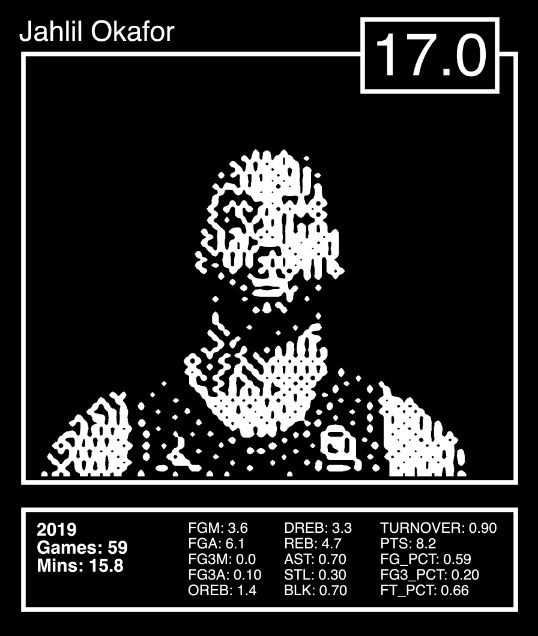 Jahlil Okafor
17.0
2019
Games: 59
Mins: 15.8
FGM: 3.6
FGA: 6.1
FG3M: 0.0
FG3A: 0.10
OREB: 1.4
DREB: 3.3
REB: 4.7
AST: 0.70
STL: 0.30
BLK: 0.70
TURNOVER: 0.90
PTS: 8.2
FG_PCT: 0.59
FG3_PCT: 0.20
FT_PCT: 0.66